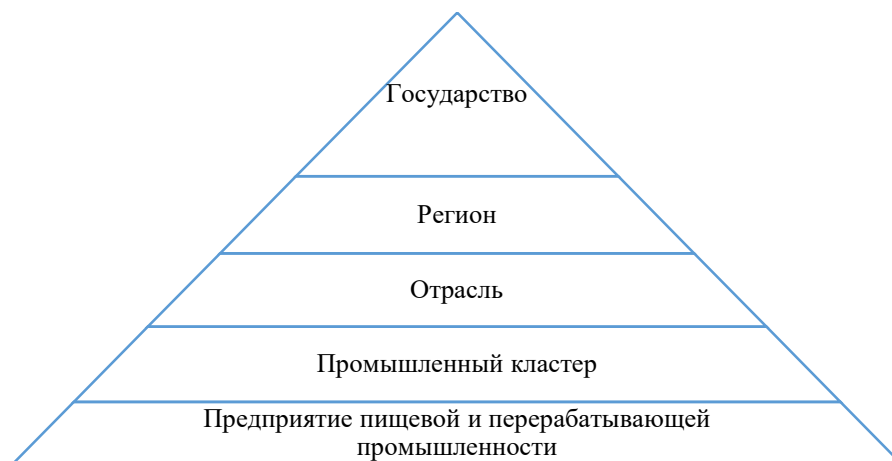 Государство
Регион
Отрасль
Промышленный кластер
Предприятие пищевой и перерабатывающей
промышленности